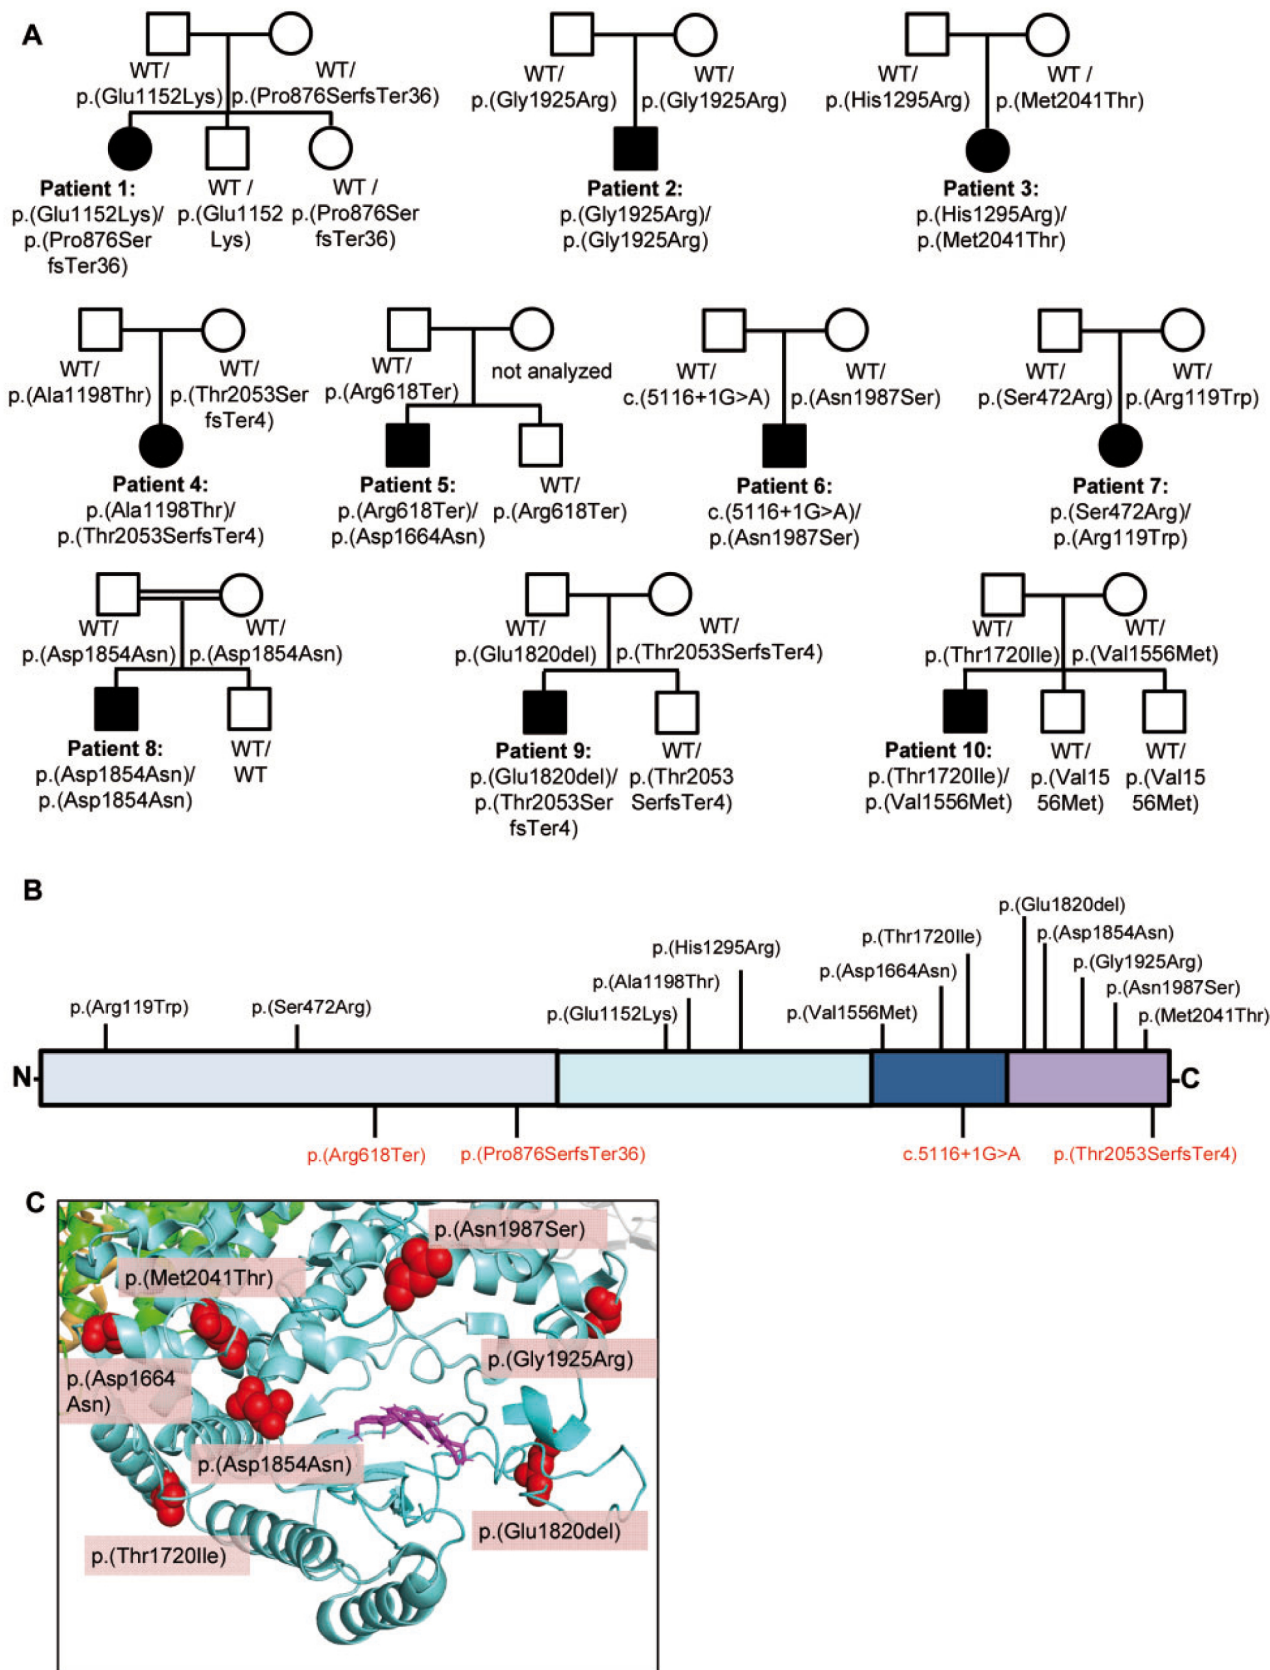 A
WT/
p.(Glu1152Lys)
WT/
p.(Pro876SerfsTer36)
Patient 1:
p.(Glu1152Lys)/
p.(Pro876Ser
fsTer36)
WT /
p.(Glu1152
Lys)
WT /
p.(Pro876Ser
fsTer36)
WT/
p.(Gly1925Arg)
WT/
p.(Gly1925Arg)
Patient 2:
p.(Gly1925Arg)/
p.(Gly1925Arg)
WT/
p.(His1295Arg)
WT /
p.(Met2041Thr)
Patient 3:
p.(His1295Arg)/
p.(Met2041Thr)
WT/
p.(Ala1198Thr)
WT/
p.(Thr2053Ser
fsTer4)
Patient 4:
p.(Ala1198Thr)/
p.(Thr2053SerfsTer4)
WT/
p.(Arg618Ter)
not analyzed
Patient 5:
p.(Arg618Ter)/
p.(Asp1664Asn)
WT/
p.(Arg618Ter)
WT/
c.(5116+1G>A)
WT/
p.(Asn1987Ser)
Patient 6:
c.(5116+1G>A)/
p.(Asn1987Ser)
WT/
p.(Ser472Arg)
WT/
p.(Arg119Trp)
Patient 7:
p.(Ser472Arg)/
p.(Arg119Trp)
WT/
p.(Asp1854Asn)
WT/
p.(Asp1854Asn)
Patient 8:
p.(Asp1854Asn)/
p.(Asp1854Asn)
WT/
WT
WT/
p.(Glu1820del)
WT/
p.(Thr2053SerfsTer4)
Patient 9:
p.(Glu1820del)/
p.(Thr2053Ser
fsTer4)
WT/
p.(Thr2053
SerfsTer4)
WT/
p.(Thr1720Ile)
WT/
p.(Val1556Met)
Patient 10:
p.(Thr1720Ile)/
p.(Val1556Met)
WT/
p.(Val15
56Met)
WT/
p.(Val15
56Met)
B
p.(Arg119Trp)
p.(Ser472Arg)
p.(Glu1152Lys)
p.(Ala1198Thr)
p.(His1295Arg)
p.(Val1556Met)
p.(Asp1664Asn)
p.(Thr1720Ile)
p.(Glu1820del)
p.(Asp1854Asn)
p.(Gly1925Arg)
p.(Asn1987Ser)
p.(Met2041Thr)
N
C
p.(Arg618Ter)
p.(Pro876SerfsTer36)
c.5116+1G>A
p.(Thr2053SerfsTer4)
C
p.(Asn1987Ser)
p.(Met2041Thr)
p.(Gly1925Arg)
p.(Asp1664
Asn)
p.(Asp1854Asn)
p.(Glu1820del)
p.(Thr1720Ile)